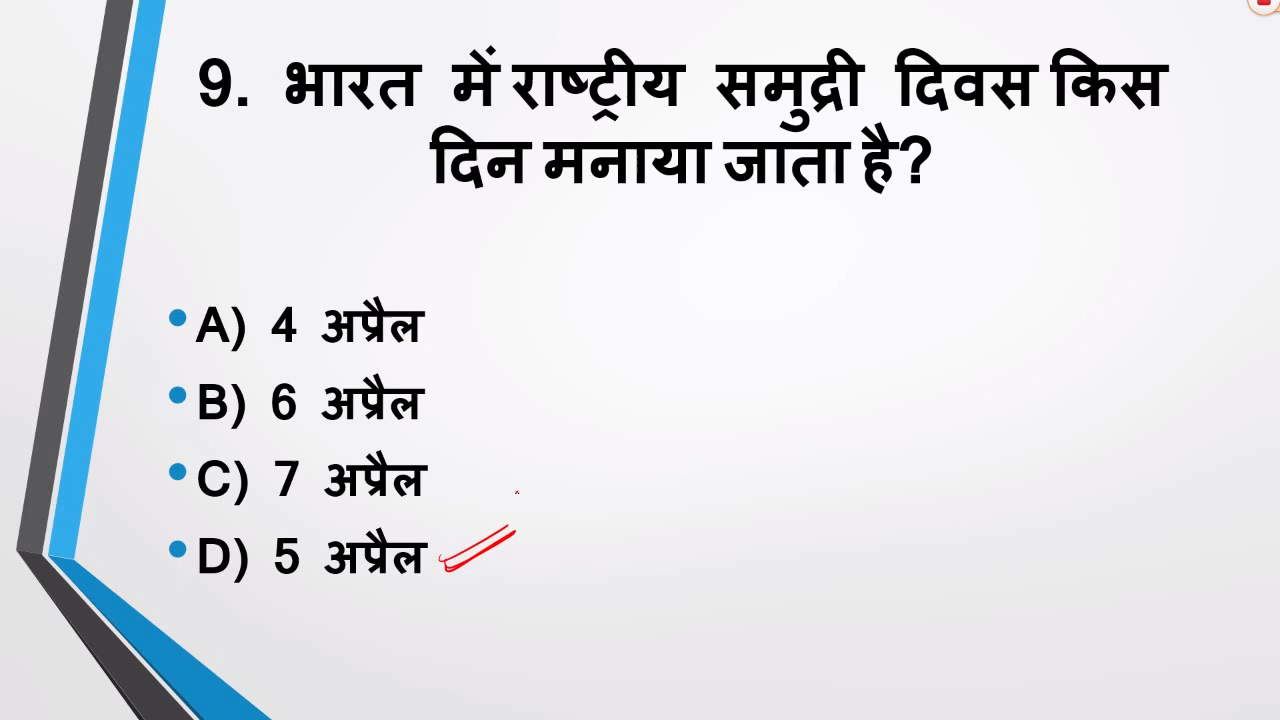 9. भारत में राष्ट्रीय समुद्री दिवस किस
दिन मनाया जाता है?
A) 4 अप्रैल
B) 6 अप्रैल
C) 7 अप्रैल
D) 5 अप्रैल